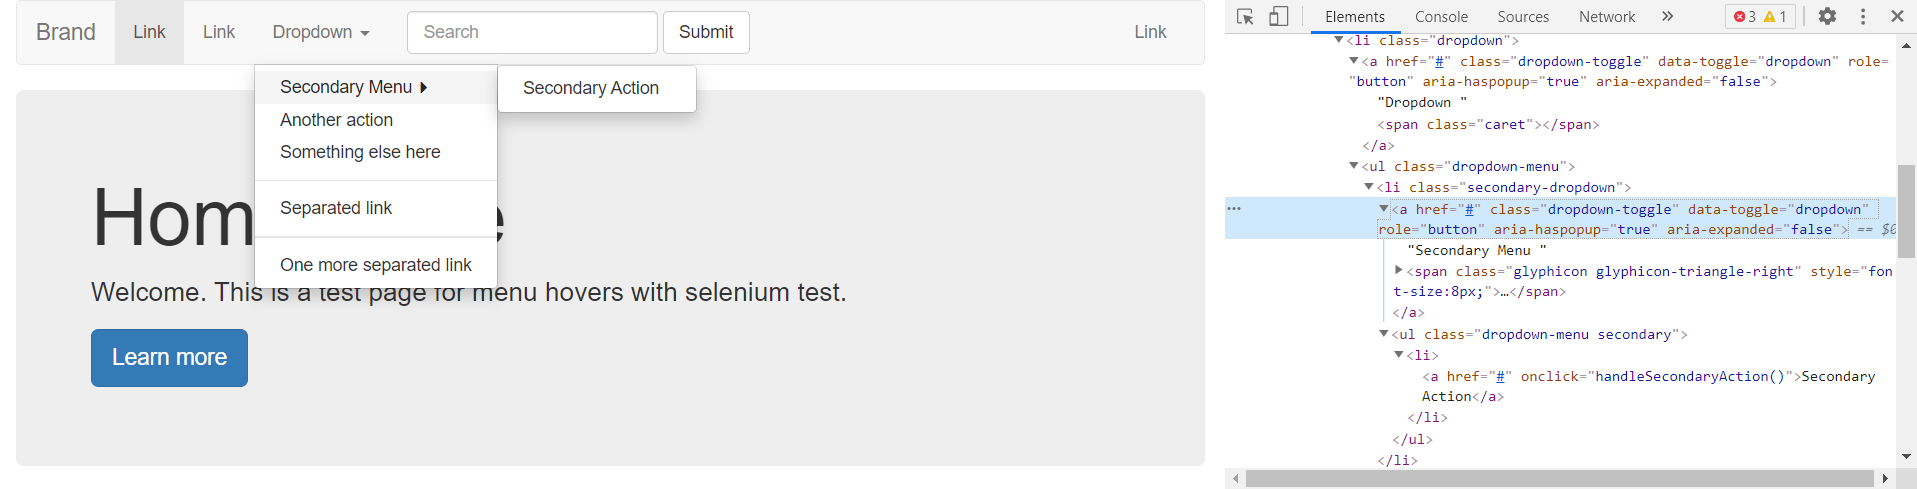 Brand
Link
Link
Dropdown
Search
Submit
Link
Secondary Menu
Secondary Action
Another action
Something else here
Separated link
One more separated link
Hom e
Welcome. This is a test page for menu hovers with selenium test.
Learn more
Elements
Console
Sources
Network
»
3
1
<li class="dropdown">
<a href="#" class="dropdown-toggle" data-toggle="dropdown" role=
"button" aria-haspopup="true" aria-expanded="false">
"Dropdown "
<span class="caret"></span>
</a>
<ul class="dropdown-menu">
<li class="secondary-dropdown">
<a href="#" class="dropdown-toggle" data-toggle="dropdown"
role="button" aria-haspopup="true" aria-expanded="false"> == $0
"Secondary Menu "
<span class="glyphicon glyphicon-triangle-right" style="fon
t-size:8px;">…</span>
</a>
<ul class="dropdown-menu secondary">
<li>
<a href="#" onclick="handleSecondaryAction()">Secondary
Action</a>
</li>
</ul>
</li>